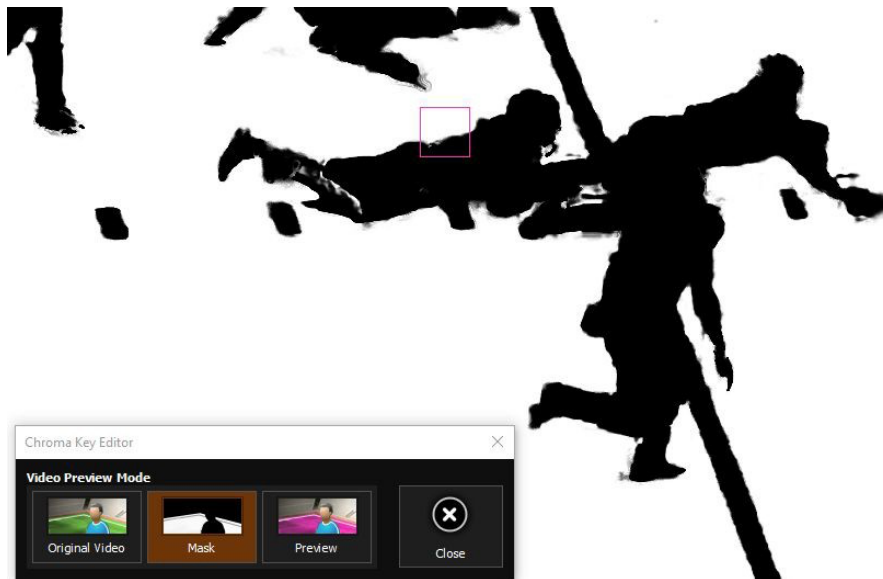 Chroma Key Editor
Video Preview Mode
Original Video
Mask
Preview
Close